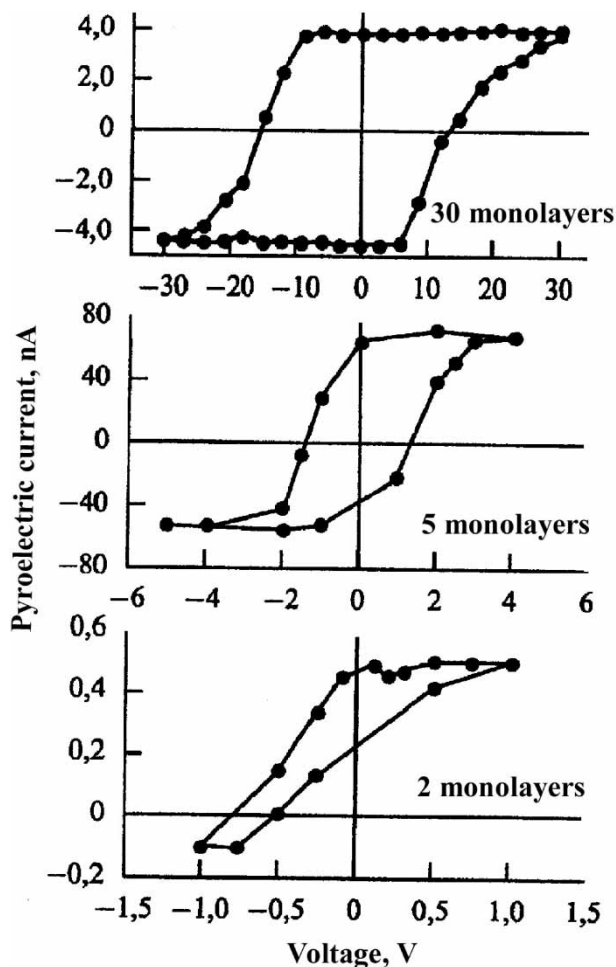 4,0
2,0
0
−2,0
−4,0
30 monolayers
−30 −20 −10 0 10 20 30
80
40
0
−40
−80
5 monolayers
−6 −4 −2 0 2 4 6
Pyroelectric current, nA
0,6
0,4
0,2
0
−0,2
2 monolayers
−1,5 −1,0 −0,5 0 0,5 1,0 1,5
Voltage, V